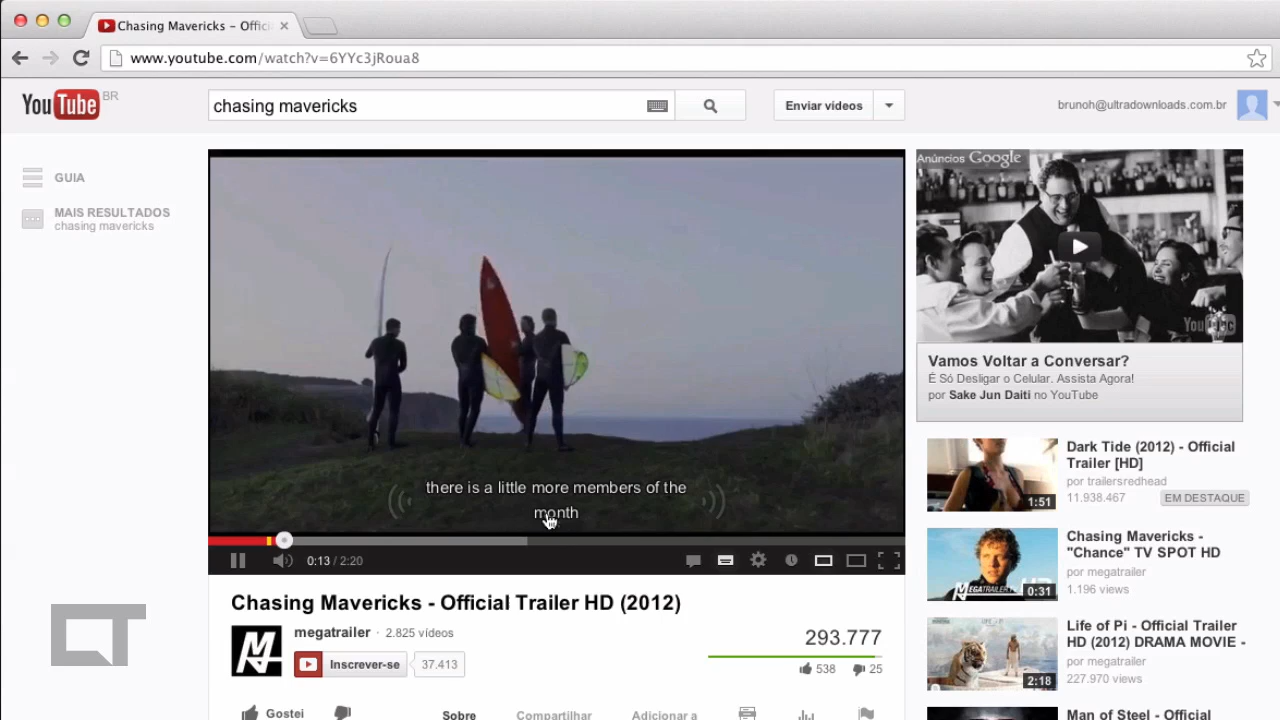 Chasing Mavericks - Offici
www.youtube.com/watch?v=6YYc3jRoua8
YouTube BR
chasing mavericks
Enviar vídeos
brunoh@ultradownloads.com.br
GUIA
MAIS RESULTADOS
chasing mavericks
there is a little more members of the
month
0:13 / 2:20
Chasing Mavericks - Official Trailer HD (2012)
megatrailer · 2.825 vídeos
Inscrever-se 37.413
293.777
538 25
Gostei
Sobre
Compartilhar
Adicionar a
Anúncios Google
YouTube
Vamos Voltar a Conversar?
É Só Desligar o Celular. Assista Agora!
por Sake Jun Daiti no YouTube
Dark Tide (2012) - Official
Trailer [HD]
por trailersredhead
11.938.467 EM DESTAQUE
1:51
Chasing Mavericks -
"Chance" TV SPOT HD
por megatrailer
1.196 views
MEGATRAILER
0:31
Life of Pi - Official Trailer
HD (2012) DRAMA MOVIE -
por megatrailer
227.970 views
2:18
Man of Steel - Official